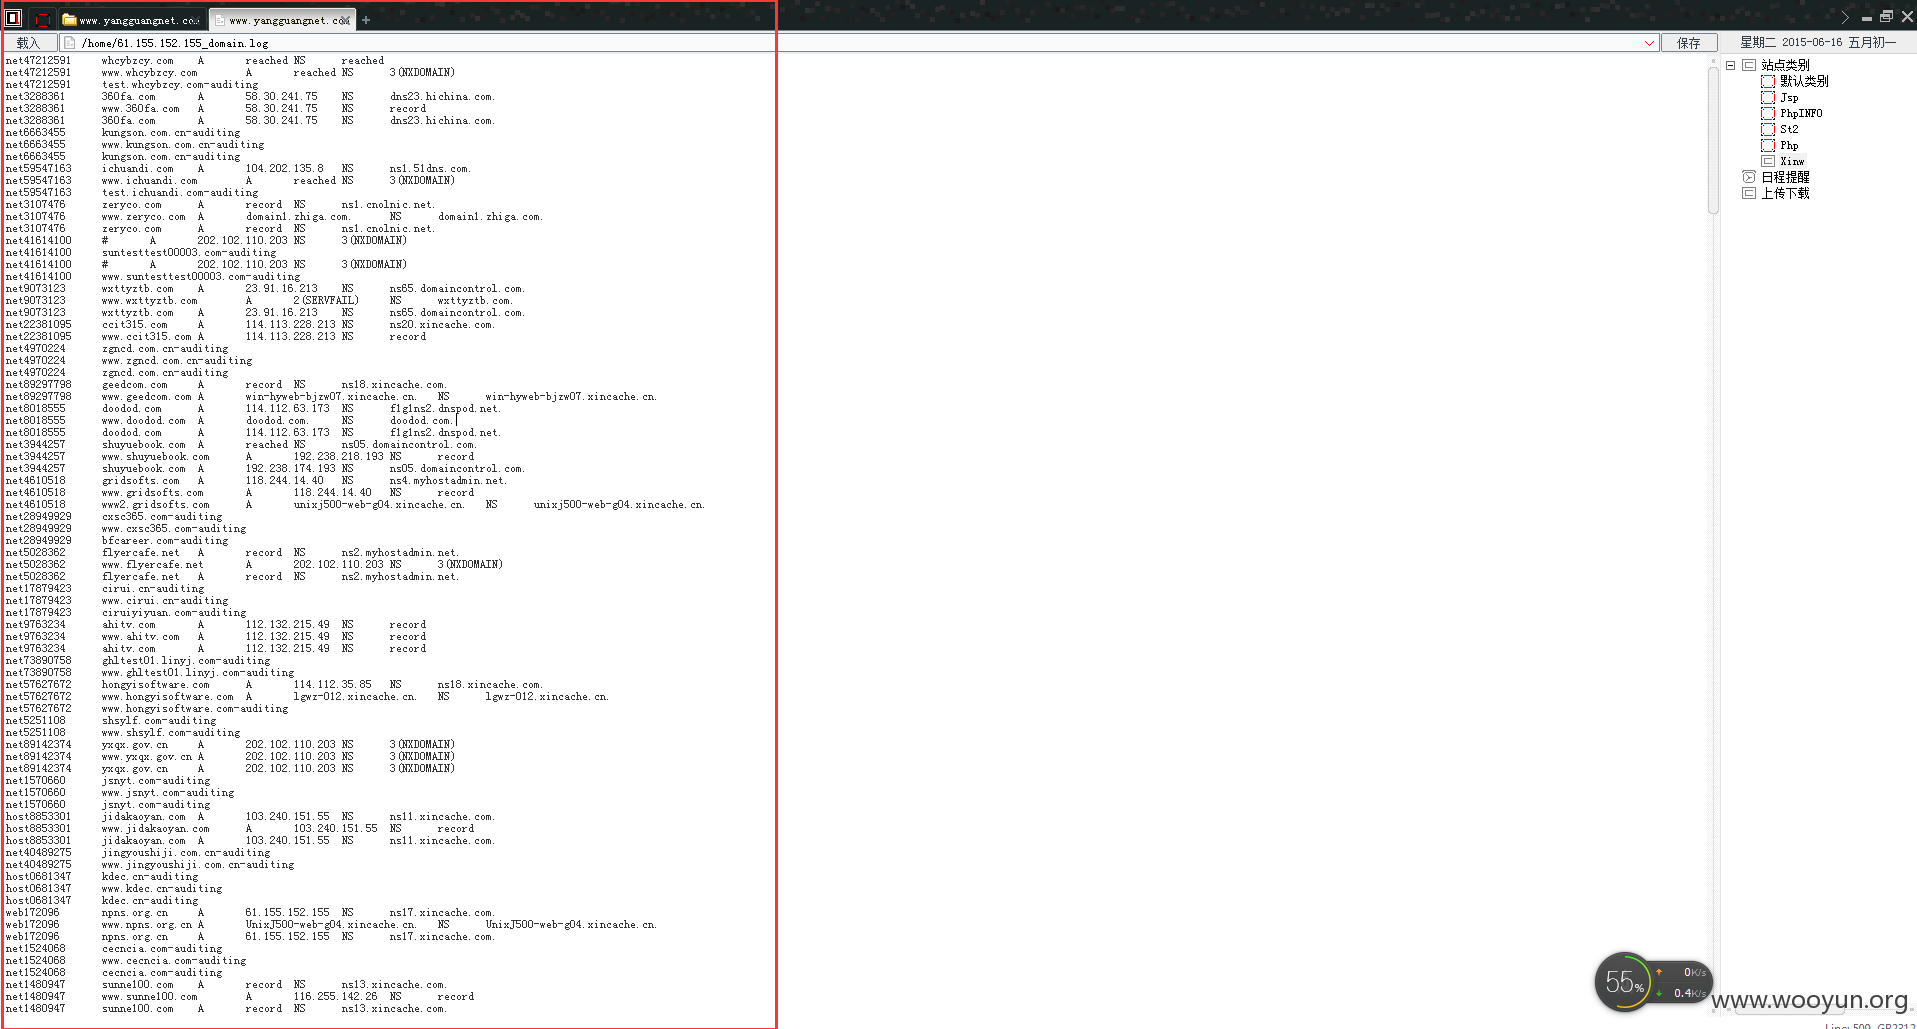 www.yangguangnet.co
www.yangguangnet.co
载入
/home/61.155.152.155_domain.log
保存
星期二 2015-06-16 五月初一
net47212591 whcybzcy.com A reached NS reached
net47212591 www.whcybzcy.com A reached NS 3(NXDOMAIN)
net47212591 test.whcybzcy.com-auditing
net3288361 360fa.com A 58.30.241.75 NS dns23.hichina.com.
net3288361 www.360fa.com A 58.30.241.75 NS record
net3288361 360fa.com A 58.30.241.75 NS dns23.hichina.com.
net6663455 kungson.com.cn-auditing
net6663455 www.kungson.com.cn-auditing
net6663455 kungson.com.cn-auditing
net59547163 ichuandi.com A 104.202.135.8 NS ns1.51dns.com.
net59547163 www.ichuandi.com A reached NS 3(NXDOMAIN)
net59547163 test.ichuandi.com-auditing
net3107476 zeryco.com A record NS ns1.cnolnic.net.
net3107476 www.zeryco.com A domain1.zhiga.com. NS domain1.zhiga.com.
net3107476 zeryco.com A record NS ns1.cnolnic.net.
net41614100 # A 202.102.110.203 NS 3(NXDOMAIN)
net41614100 suntesttest00003.com-auditing
net41614100 # A 202.102.110.203 NS 3(NXDOMAIN)
net41614100 www.suntesttest00003.com-auditing
net9073123 wxttyztb.com A 23.91.16.213 NS ns65.domaincontrol.com.
net9073123 www.wxttyztb.com A 2(SERVFAIL) NS wxttyztb.com.
net9073123 wxttyztb.com A 23.91.16.213 NS ns65.domaincontrol.com.
net22381095 ccit315.com A 114.113.228.213 NS ns20.xincache.com.
net22381095 www.ccit315.com A 114.113.228.213 NS record
net4970224 zgncd.com.cn-auditing
net4970224 www.zgncd.com.cn-auditing
net4970224 zgncd.com.cn-auditing
net89297798 geedcom.com A record NS ns18.xincache.com.
net89297798 www.geedcom.com A win-hyweb-bjzw07.xincache.cn. NS win-hyweb-bjzw07.xincache.cn.
net8018555 doodod.com A 114.112.63.173 NS f1g1ns2.dnspod.net.
net8018555 www.doodod.com A doodod.com. NS doodod.com.
net8018555 doodod.com A 114.112.63.173 NS f1g1ns2.dnspod.net.
net3944257 shuyuebook.com A reached NS ns05.domaincontrol.com.
net3944257 www.shuyuebook.com A 192.238.218.193 NS record
net3944257 shuyuebook.com A 192.238.174.193 NS ns05.domaincontrol.com.
net4610518 gridsofts.com A 118.244.14.40 NS ns4.myhostadmin.net.
net4610518 www.gridsofts.com A 118.244.14.40 NS record
net4610518 www2.gridsofts.com A unixj500-web-g04.xincache.cn. NS unixj500-web-g04.xincache.cn.
net28949929 cxsc365.com-auditing
net28949929 www.cxsc365.com-auditing
net28949929 bfcareer.com-auditing
net5028362 flyercafe.net A record NS ns2.myhostadmin.net.
net5028362 www.flyercafe.net A 202.102.110.203 NS 3(NXDOMAIN)
net5028362 flyercafe.net A record NS ns2.myhostadmin.net.
net17879423 cirui.cn-auditing
net17879423 www.cirui.cn-auditing
net17879423 ciruiyiyuan.com-auditing
net9763234 ahitv.com A 112.132.215.49 NS record
net9763234 www.ahitv.com A 112.132.215.49 NS record
net9763234 ahitv.com A 112.132.215.49 NS record
net73890758 ghltest01.linyj.com-auditing
net73890758 www.ghltest01.linyj.com-auditing
net57627672 hongyisoftware.com A 114.112.35.85 NS ns18.xincache.com.
net57627672 www.hongyisoftware.com A lgwz-012.xincache.cn. NS lgwz-012.xincache.cn.
net57627672 www.hongyisoftware.com-auditing
net5251108 shsylf.com-auditing
net5251108 www.shsylf.com-auditing
net89142374 yxqx.gov.cn A 202.102.110.203 NS 3(NXDOMAIN)
net89142374 www.yxqx.gov.cn A 202.102.110.203 NS 3(NXDOMAIN)
net89142374 yxqx.gov.cn A 202.102.110.203 NS 3(NXDOMAIN)
net1570660 jsnyt.com-auditing
net1570660 www.jsnyt.com-auditing
net1570660 jsnyt.com-auditing
host8853301 jidakaoyan.com A 103.240.151.55 NS ns11.xincache.com.
host8853301 www.jidakaoyan.com A 103.240.151.55 NS record
host8853301 jidakaoyan.com A 103.240.151.55 NS ns11.xincache.com.
net40489275 jingyoushiji.com.cn-auditing
net40489275 www.jingyoushiji.com.cn-auditing
host0681347 kdec.cn-auditing
host0681347 www.kdec.cn-auditing
host0681347 kdec.cn-auditing
web172096 npns.org.cn A 61.155.152.155 NS ns17.xincache.com.
web172096 www.npns.org.cn A UnixJ500-web-g04.xincache.cn. NS UnixJ500-web-g04.xincache.cn.
web172096 npns.org.cn A 61.155.152.155 NS ns17.xincache.com.
net1524068 cecncia.com-auditing
net1524068 www.cecncia.com-auditing
net1524068 cecncia.com-auditing
net1480947 sunne100.com A record NS ns13.xincache.com.
net1480947 www.sunne100.com A 116.255.142.26 NS record
net1480947 sunne100.com A record NS ns13.xincache.com.
站点类别
默认类别
Jsp
PhpINFO
St2
Php
Xinw
日程提醒
上传下载
55%
0K/s
0.4K/s
www.wooyun.org